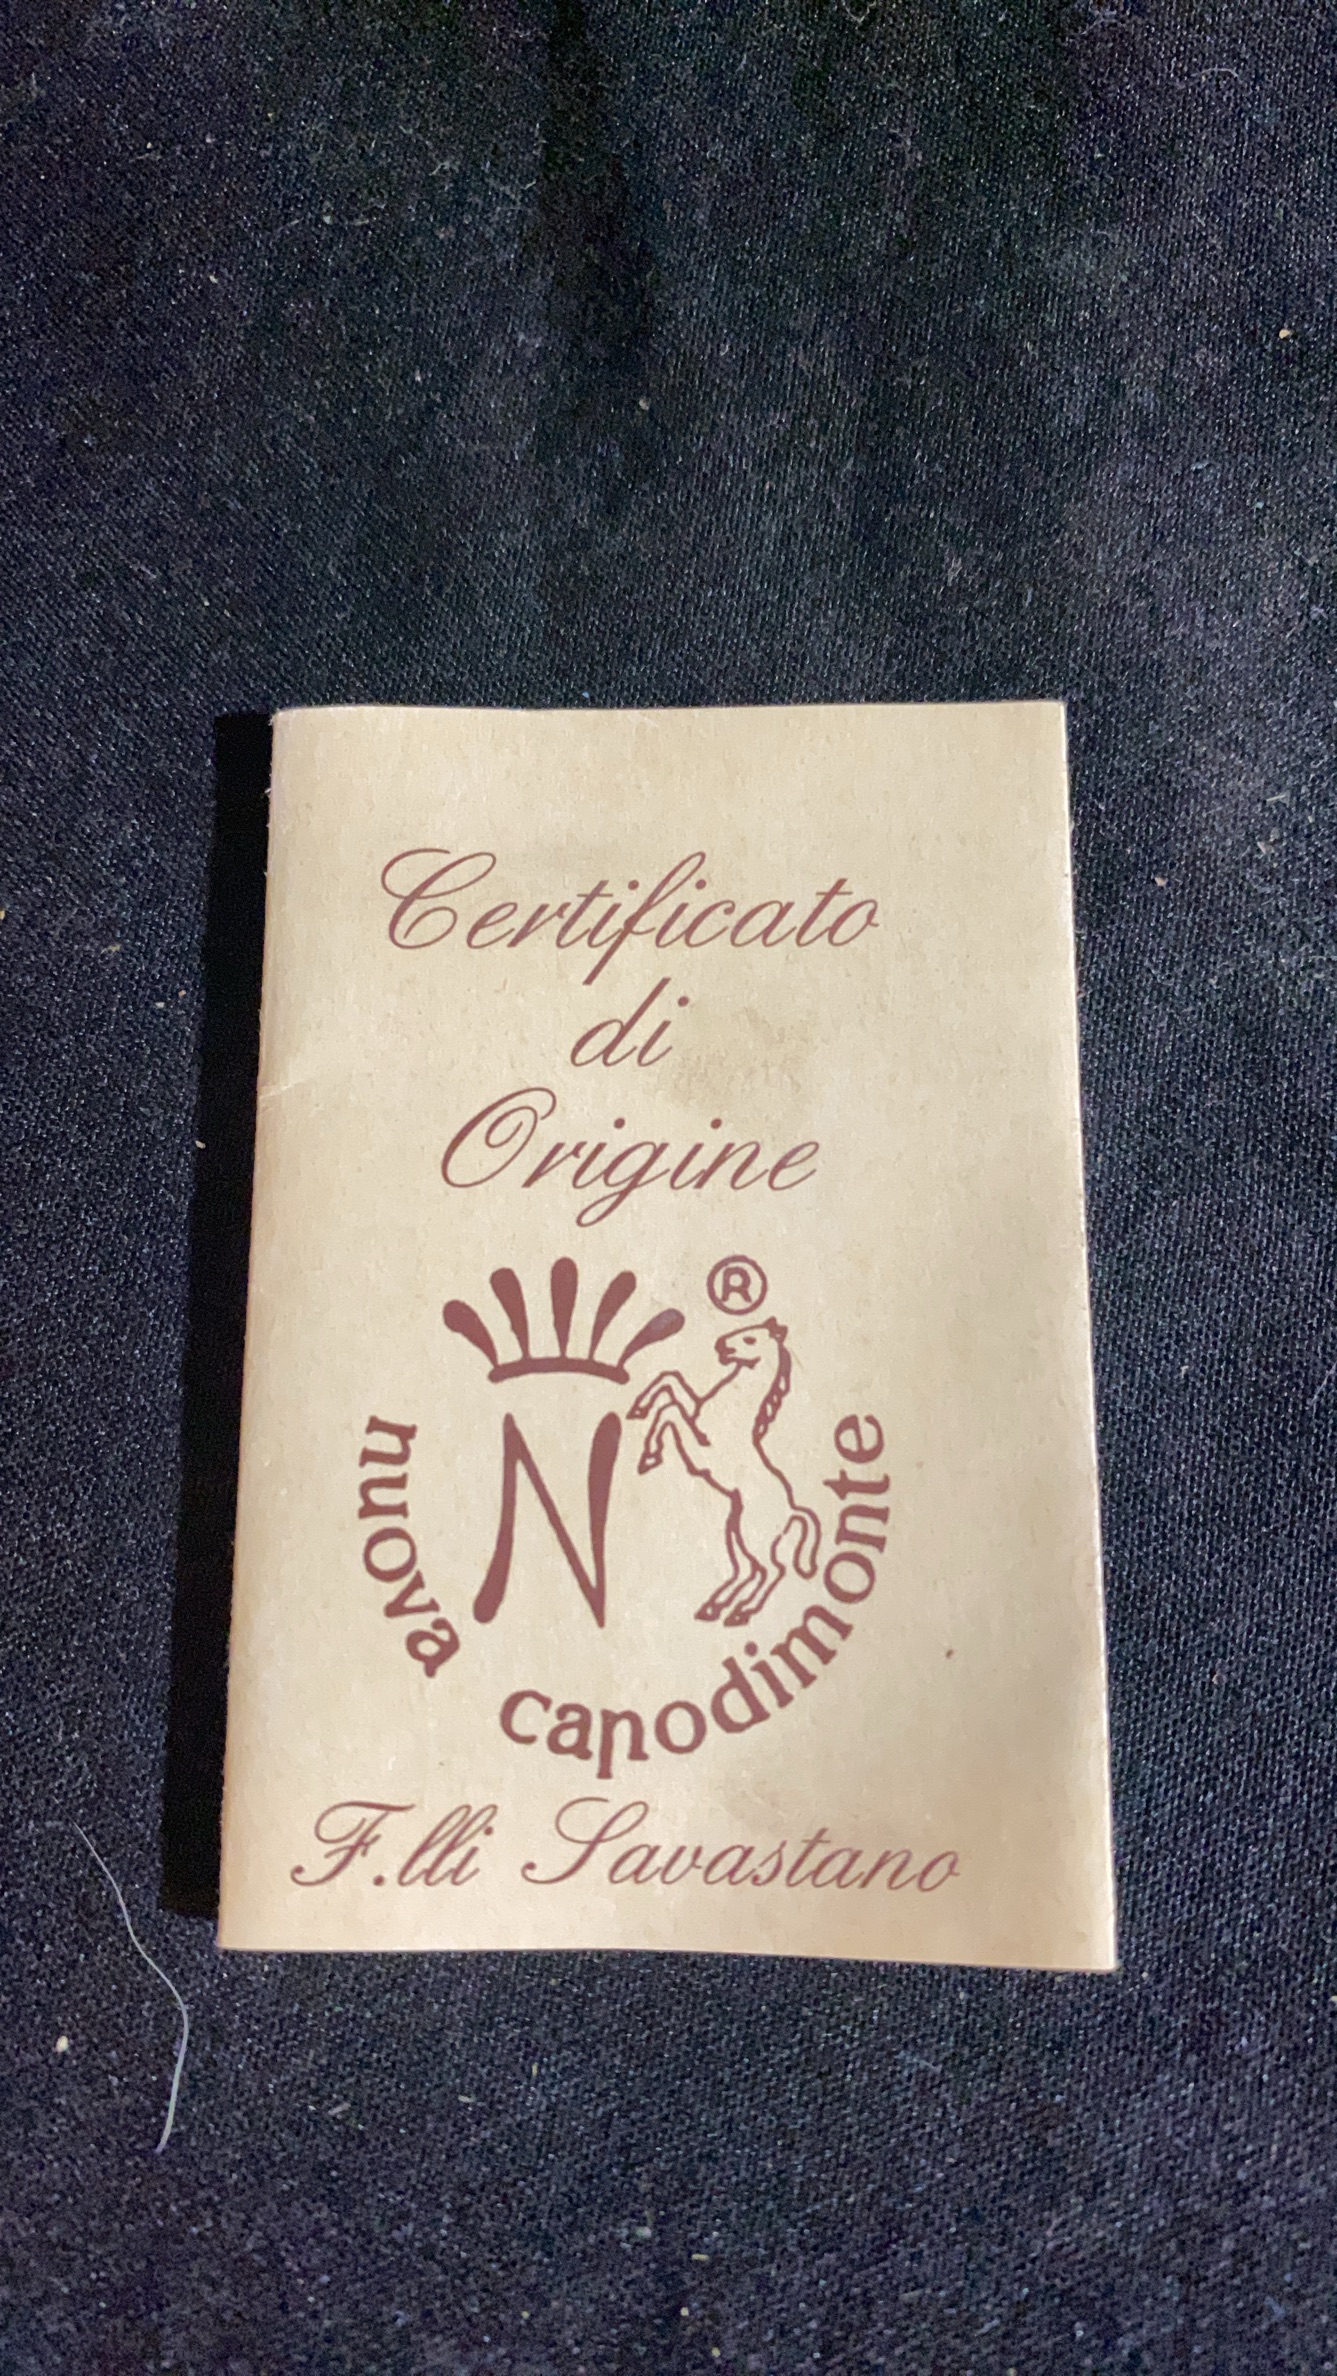 Certificato
di
Origine
®
N
nuova capodimonte
F.lli Savastano